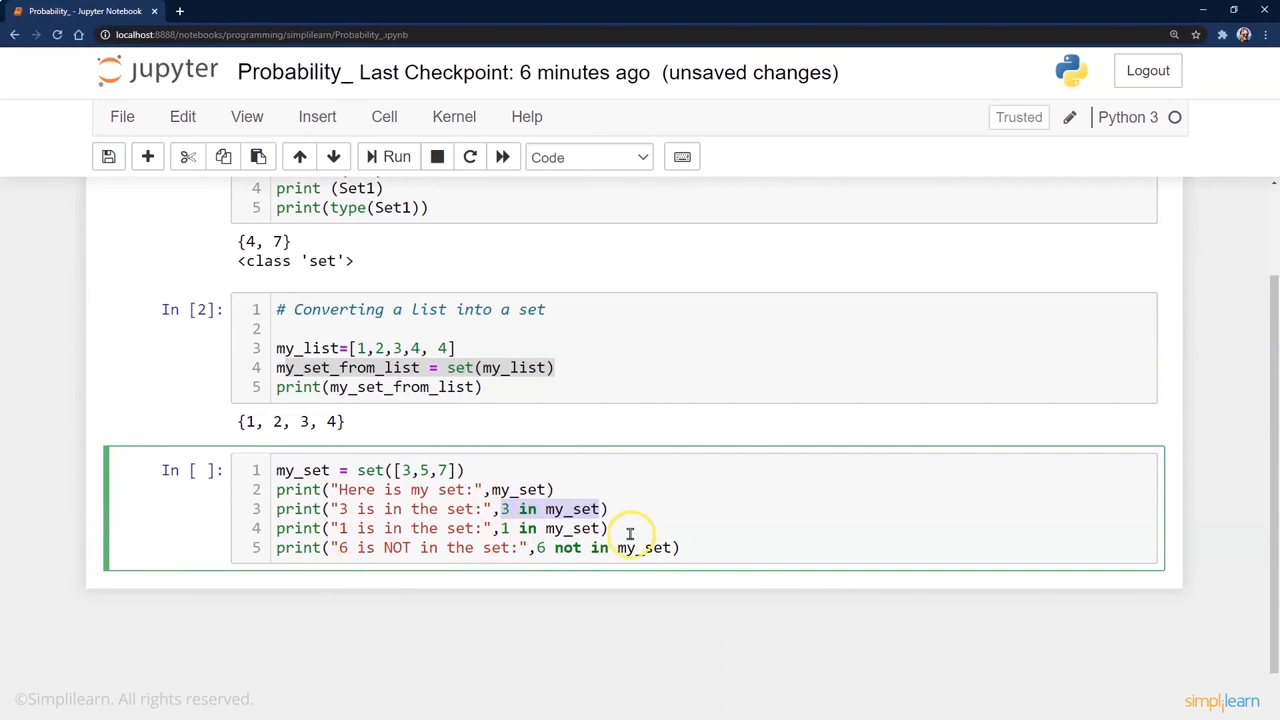 Probability_ - Jupyter Notebook
localhost:8888/notebooks/programming/simplilearn/Probability_.ipynb
jupyter Probability_ Last Checkpoint: 6 minutes ago (unsaved changes) Logout
File Edit View Insert Cell Kernel Help Trusted Python 3
Run Code
4 print (Set1)
5 print(type(Set1))
{4, 7}
<class 'set'>
In [2]: 1 # Converting a list into a set
2
3 my_list=[1,2,3,4, 4]
4 my_set_from_list = set(my_list)
5 print(my_set_from_list)
{1, 2, 3, 4}
In [ ]: 1 my_set = set([3,5,7])
2 print("Here is my set:",my_set)
3 print("3 is in the set:",3 in my_set)
4 print("1 is in the set:",1 in my_set)
5 print("6 is NOT in the set:",6 not in my_set)
©Simplilearn. All rights reserved.
simplilearn